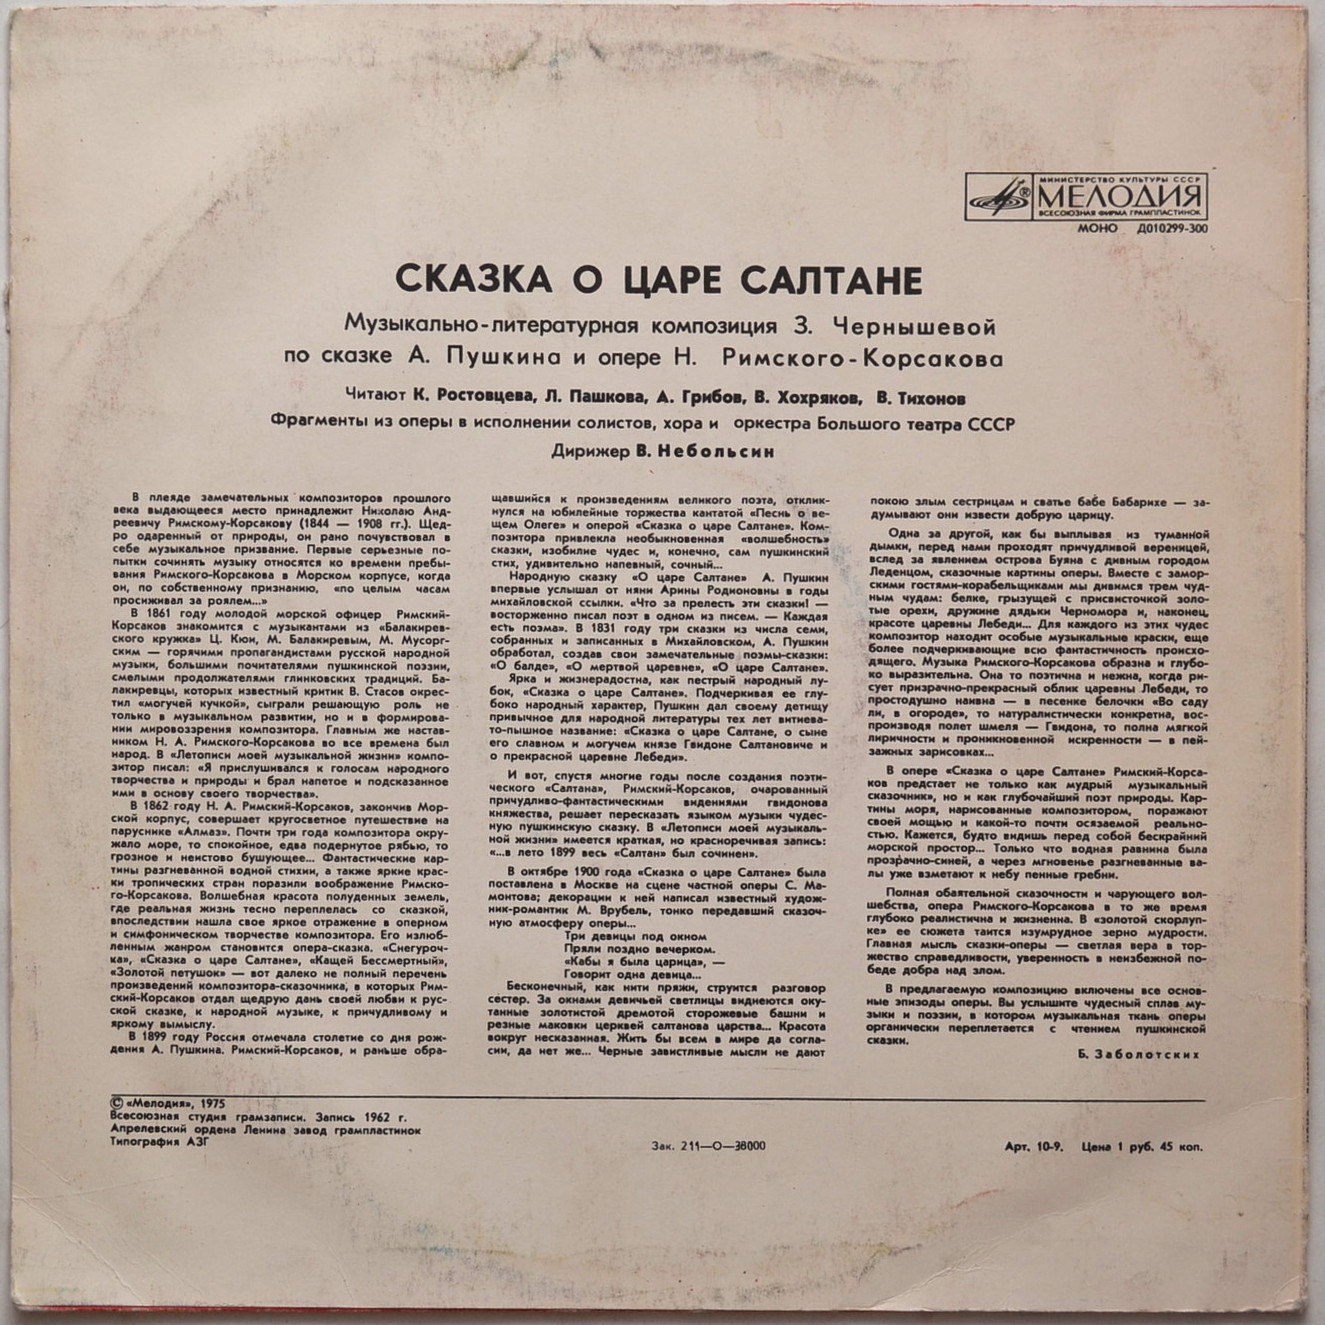 МИНИСТЕРСТВО КУЛЬТУРЫ СССР
МЕЛОДИЯ
ВСЕСОЮЗНАЯ ФИРМА ГРАМПЛАСТИНОК
МОНО Д010299-300
СКАЗКА О ЦАРЕ САЛТАНЕ
Музыкально-литературная композиция З. Чернышевой
по сказке А. Пушкина и опере Н. Римского-Корсакова
Читают К. Ростовцева, Л. Пашкова, А. Грибов, В. Хохряков, В. Тихонов
Фрагменты из оперы в исполнении солистов, хора и оркестра Большого театра СССР
Дирижер В. Небольсин
В плеяде замечательных композиторов прошлого
века выдающееся место принадлежит Николаю Анд-
реевичу Римскому-Корсакову (1844 — 1908 гг.). Щед-
ро одаренный от природы, он рано почувствовал в
себе музыкальное призвание. Первые серьезные по-
пытки сочинять музыку относятся ко времени пребы-
вания Римского-Корсакова в Морском корпусе, когда
он, по собственному признанию, «по целым часам
просиживал за роялем...»
В 1861 году молодой морской офицер Римский-
Корсаков знакомится с музыкантами из «Балакирев-
ского кружка» Ц. Кюи, М. Балакиревым, М. Мусорг-
ским — горячими пропагандистами русской народной
музыки, большими почитателями пушкинской поэзии,
смелыми продолжателями глинковских традиций. Ба-
лакиревцы, которых известный критик В. Стасов окрес-
тил «могучей кучкой», сыграли решающую роль не
только в музыкальном развитии, но и в формирова-
нии мировоззрения композитора. Главным же настав-
ником Н. А. Римского-Корсакова во все времена был
народ. В «Летописи моей музыкальной жизни» компо-
зитор писал: «Я прислушивался к голосам народного
творчества и природы и брал напетое и подсказанное
ими в основу своего творчества».
В 1862 году Н. А. Римский-Корсаков, закончив Мор-
ской корпус, совершает кругосветное путешествие на
паруснике «Алмаз». Почти три года композитора окру-
жало море, то спокойное, едва подернутое рябью, то
грозное и неистово бушующее... Фантастические кар-
тины разгневанной водной стихии, а также яркие крас-
ки тропических стран поразили воображение Римско-
го-Корсакова. Волшебная красота полуденных земель,
где реальная жизнь тесно переплелась со сказкой,
впоследствии нашла свое яркое отражение в оперном
и симфоническом творчестве композитора. Его излюб-
ленным жанром становится опера-сказка. «Снегуроч-
ка», «Сказка о царе Салтане», «Кащей Бессмертный»,
«Золотой петушок» — вот далеко не полный перечень
произведений композитора-сказочника, в которых Рим-
ский-Корсаков отдал щедрую дань своей любви к рус-
ской сказке, к народной музыке, к причудливому и
яркому вымыслу.
В 1899 году Россия отмечала столетие со дня рож-
дения А. Пушкина. Римский-Корсаков, и раньше обра-
щавшийся к произведениям великого поэта, отклик-
нулся на юбилейные торжества кантатой «Песнь о ве-
щем Олеге» и оперой «Сказка о царе Салтане». Ком-
позитора привлекла необыкновенная «волшебность»
сказки, изобилие чудес и, конечно, сам пушкинский
стих, удивительно напевный, сочный...
Народную сказку «О царе Салтане» А. Пушкин
впервые услышал от няни Арины Родионовны в годы
михайловской ссылки. «Что за прелесть эти сказки! —
восторженно писал поэт в одном из писем. — Каждая
есть поэма». В 1831 году три сказки из числа семи,
собранных и записанных в Михайловском, А. Пушкин
обработал, создав свои замечательные поэмы-сказки:
«О балде», «О мертвой царевне», «О царе Салтане».
Ярка и жизнерадостна, как пестрый народный лу-
бок, «Сказка о царе Салтане». Подчеркивая ее глу-
боко народный характер, Пушкин дал своему детищу
привычное для народной литературы тех лет витиева-
то-пышное название: «Сказка о царе Салтане, о сыне
его славном и могучем князе Гвидоне Салтановиче и
о прекрасной царевне Лебеди».
И вот, спустя многие годы после создания поэти-
ческого «Салтана», Римский-Корсаков, очарованный
причудливо-фантастическими видениями гвидонова
княжества, решает пересказать языком музыки чудес-
ную пушкинскую сказку. В «Летописи моей музыкаль-
ной жизни» имеется краткая, но красноречивая запись:
«...в лето 1899 весь «Салтан» был сочинен».
В октябре 1900 года «Сказка о царе Салтане» была
поставлена в Москве на сцене частной оперы С. Ма-
монтова; декорации к ней написал известный худож-
ник-романтик М. Врубель, тонко передавший сказоч-
ную атмосферу оперы...
Три девицы под окном
Пряли поздно вечерком.
«Кабы я была царица», —
Говорит одна девица...
Бесконечный, как нити пряжи, струится разговор
сестер. За окнами девичьей светлицы виднеются оку-
танные золотистой дремотой сторожевые башни и
резные маковки церквей салтанова царства... Красота
вокруг несказанная. Жить бы всем в мире да согла-
сии, да нет же... Черные завистливые мысли не дают
покою злым сестрицам и сватье бабе Бабарихе — за-
думывают они извести добрую царицу.
Одна за другой, как бы выплывая из туманной
дымки, перед нами проходят причудливой вереницей,
вслед за явлением острова Буяна с дивным городом
Леденцом, сказочные картины оперы. Вместе с замор-
скими гостями-корабельщиками мы дивимся трем чуд-
ным чудам: белке, грызущей с присвисточкой золо-
тые орехи, дружине дядьки Черномора и, наконец,
красоте царевны Лебеди... Для каждого из этих чудес
композитор находит особые музыкальные краски, еще
более подчеркивающие всю фантастичность происхо-
дящего. Музыка Римского-Корсакова образна и глубо-
ко выразительна. Она то поэтична и нежна, когда ри-
сует призрачно-прекрасный облик царевны Лебеди, то
простодушно наивна — в песенке белочки «Во саду
ли, в огороде», то натуралистически конкретна, вос-
производя полет шмеля — Гвидона, то полна мягкой
лиричности и проникновенной искренности — в пей-
зажных зарисовках...
В опере «Сказка о царе Салтане» Римский-Корса-
ков предстает не только как мудрый музыкальный
сказочник, но и как глубочайший поэт природы. Кар-
тины моря, нарисованные композитором, поражают
своей мощью и какой-то почти осязаемой реально-
стью. Кажется, будто видишь перед собой бескрайний
морской простор... Только что водная равнина была
прозрачно-синей, а через мгновенье разгневанные ва-
лы уже взметают к небу пенные гребни.
Полная обаятельной сказочности и чарующего вол-
шебства, опера Римского-Корсакова в то же время
глубоко реалистична и жизненна. В «золотой скорлуп-
ке» ее сюжета таится изумрудное зерно мудрости.
Главная мысль сказки-оперы — светлая вера в тор-
жество справедливости, уверенность в неизбежной по-
беде добра над злом.
В предлагаемую композицию включены все основ-
ные эпизоды оперы. Вы услышите чудесный сплав му-
зыки и поэзии, в котором музыкальная ткань оперы
органически переплетается с чтением пушкинской
сказки.
Б. Заболотских
© «Мелодия», 1975
Всесоюзная студия грамзаписи. Запись 1962 г.
Апрелевский ордена Ленина завод грампластинок
Типография АЗГ
Зак. 211—О—38000
Арт. 10-9. Цена 1 руб. 45 коп.